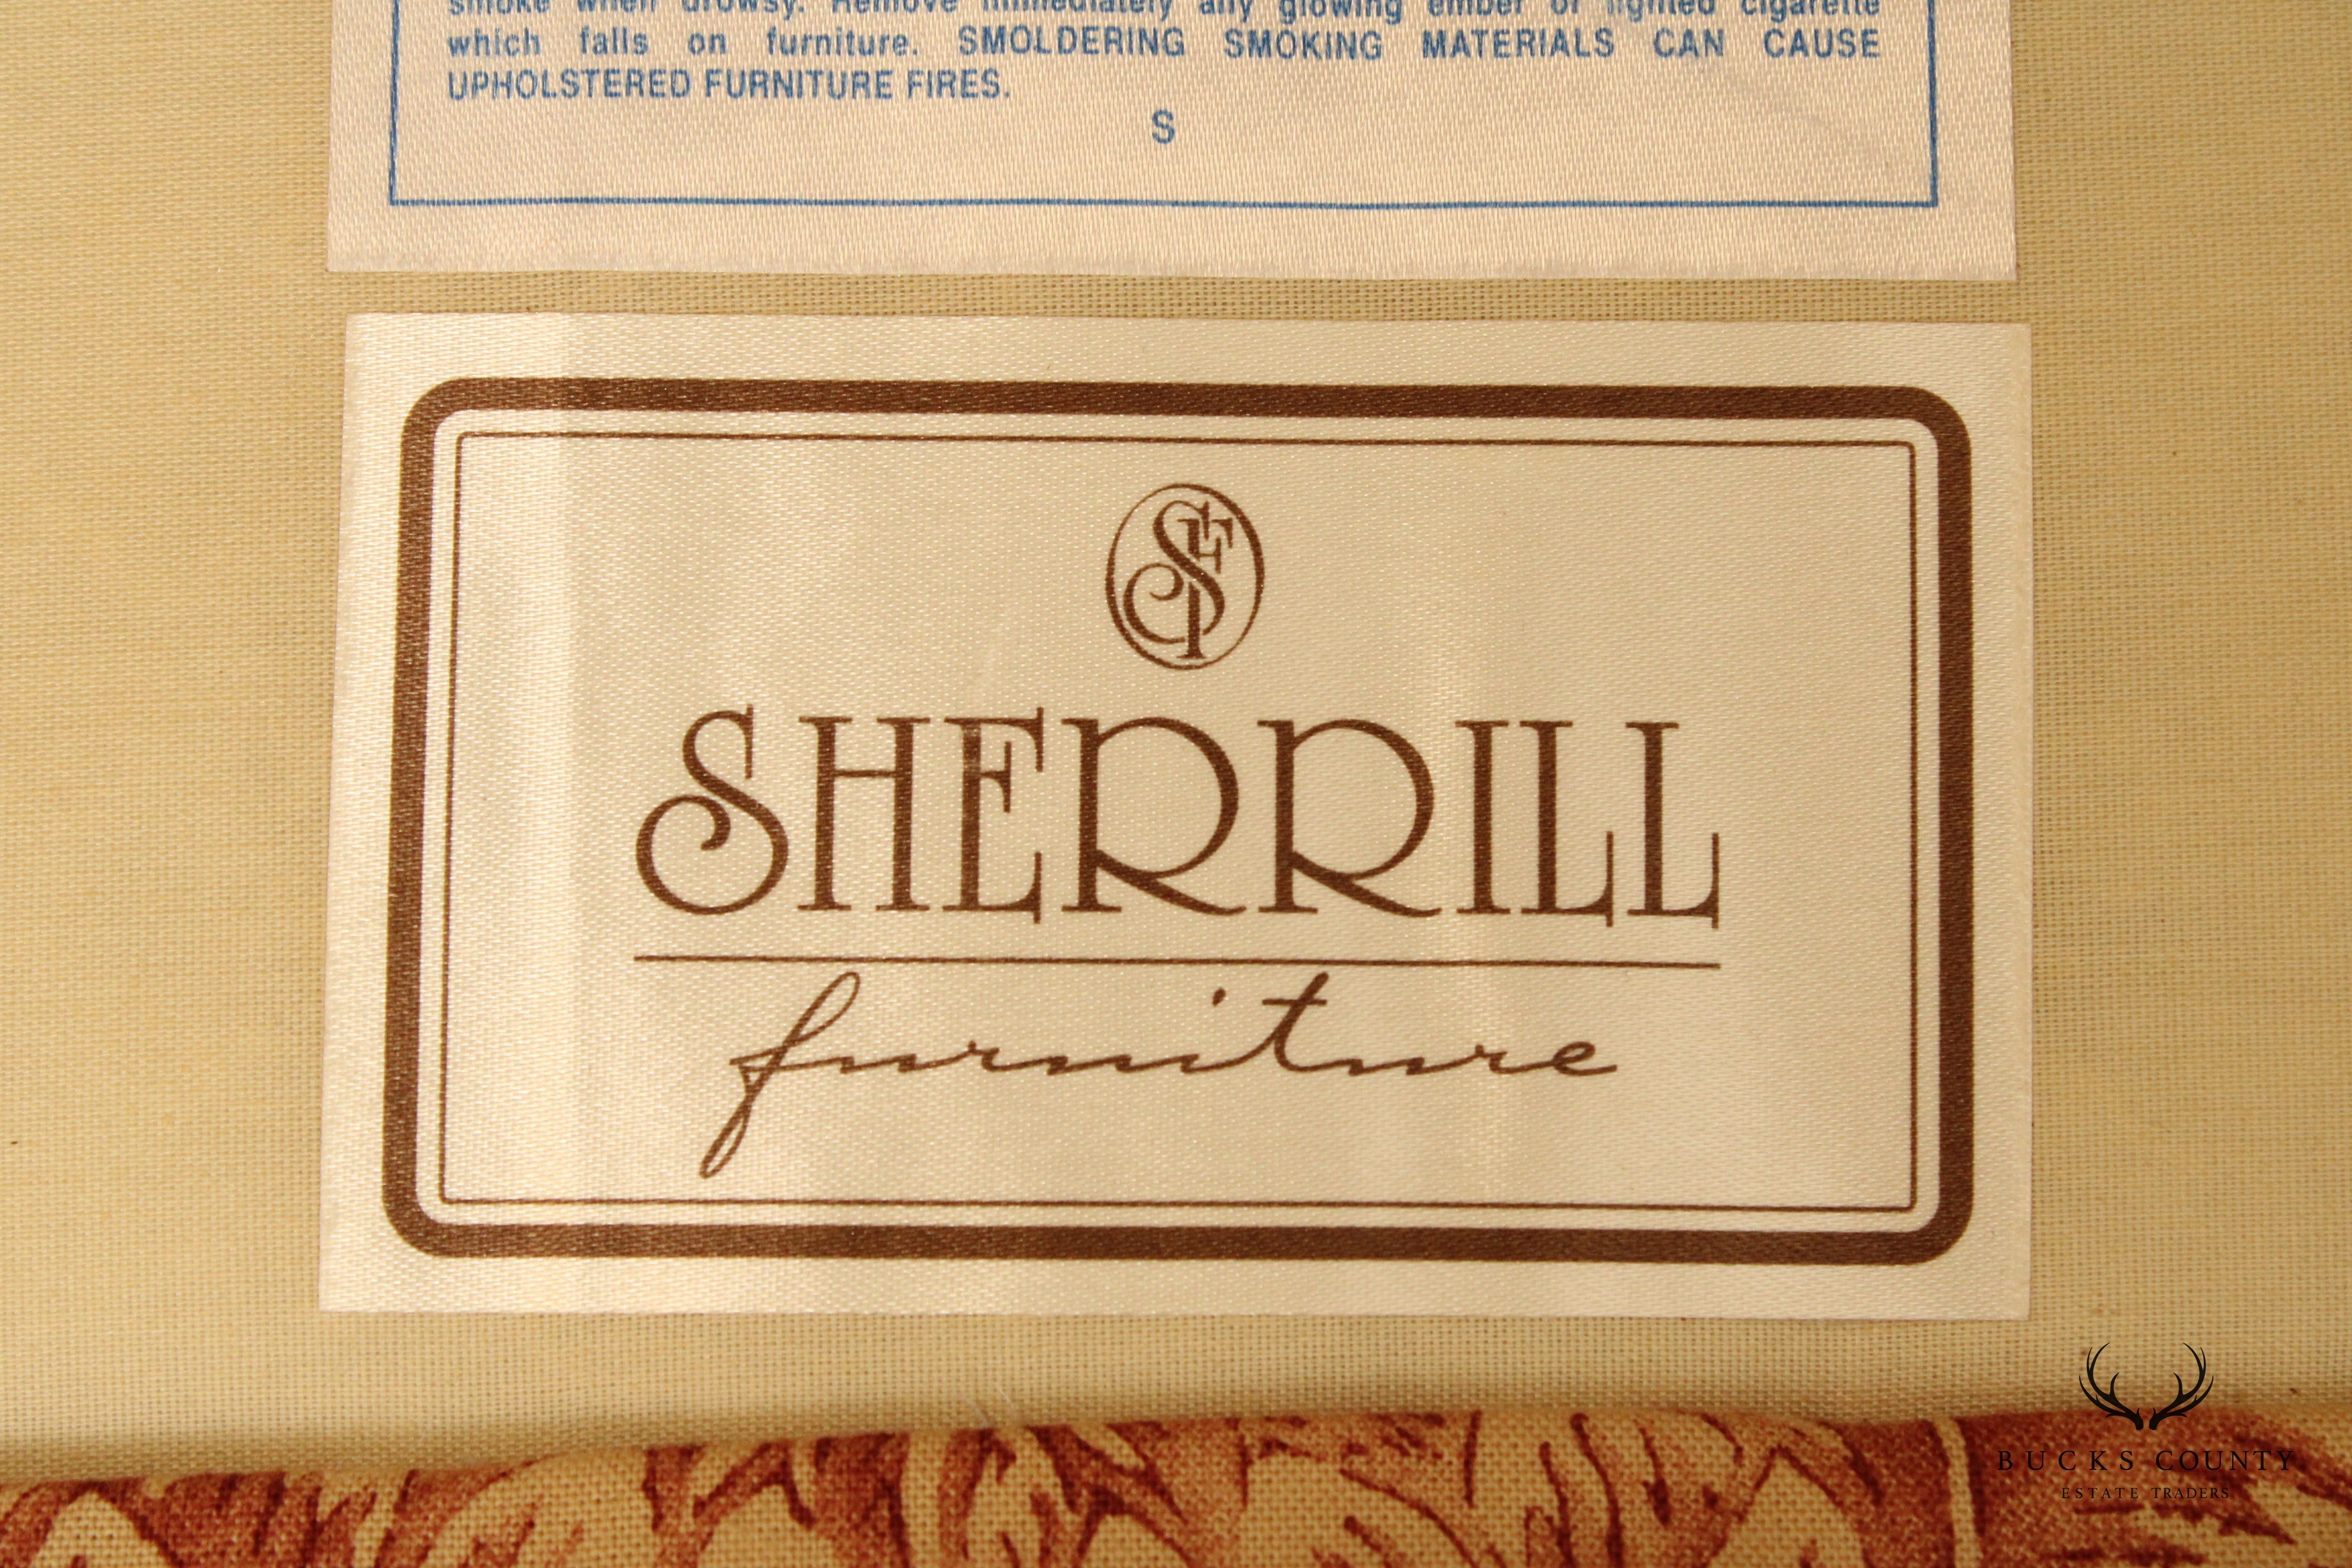 smoke when drowsy. Remove immediately any glowing ember or lighted cigarette
which falls on furniture. SMOLDERING SMOKING MATERIALS CAN CAUSE
UPHOLSTERED FURNITURE FIRES.
S
SHERRILL
furniture
BUCKS COUNTY
ESTATE TRADERS